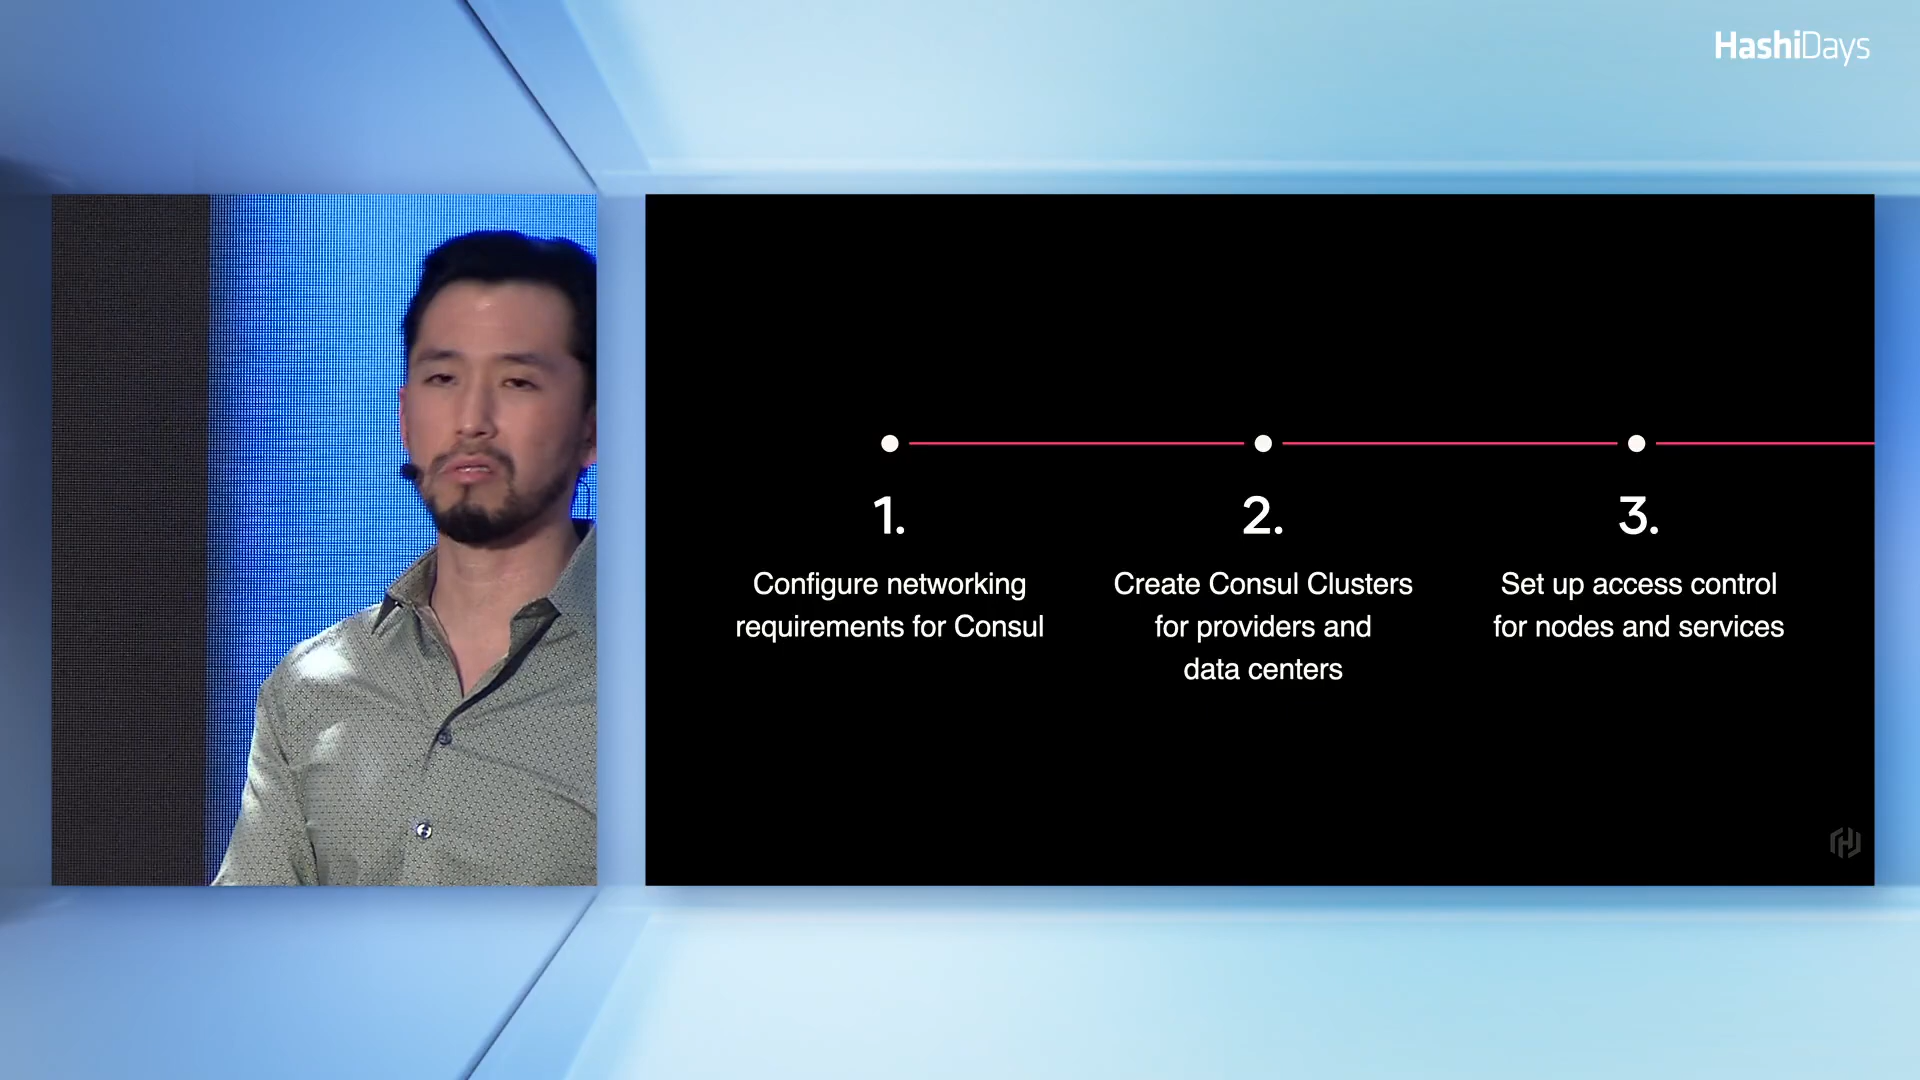 HashiDays
1.
Configure networking
requirements for Consul
2.
Create Consul Clusters
for providers and
data centers
3.
Set up access control
for nodes and services